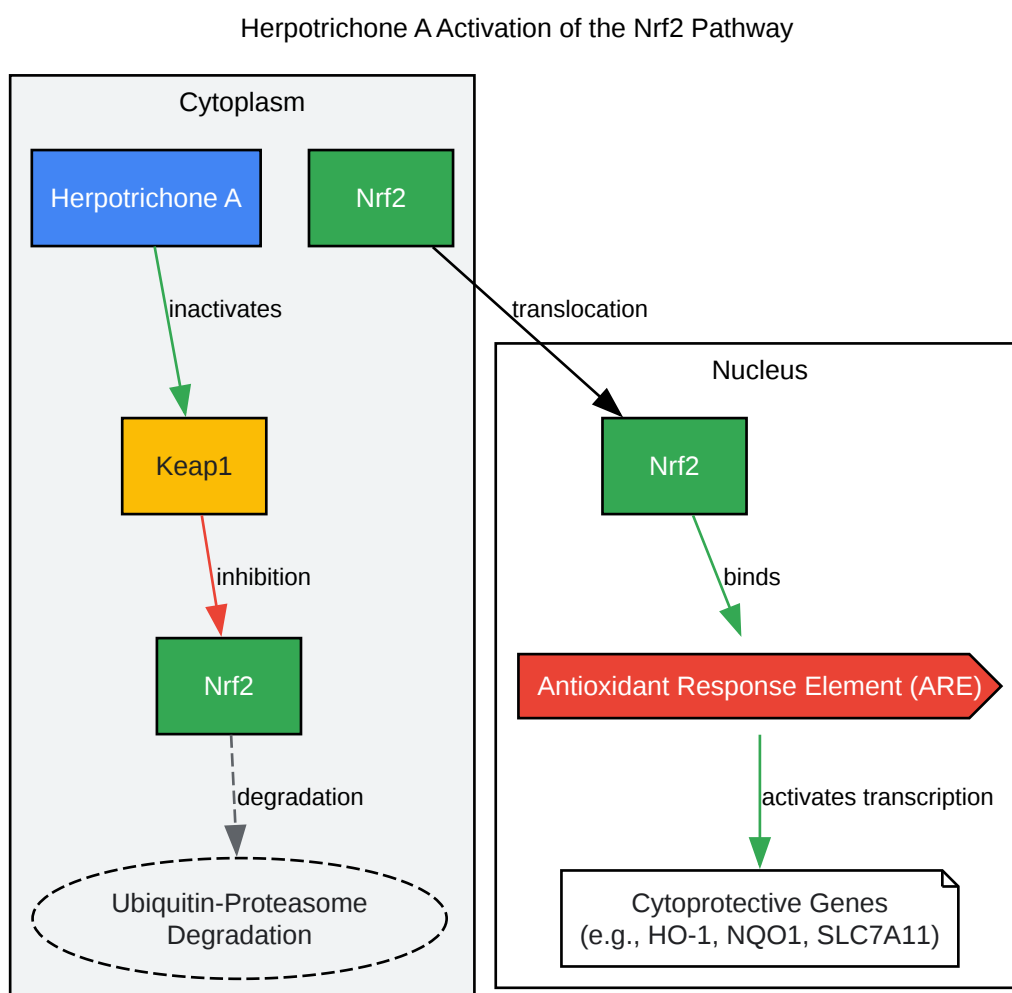 Herpotrichone A Activation of the Nrf2 Pathway
Cytoplasm
Herpotrichone A
Nrf2
inactivates
translocation
Nucleus
Keap1
Nrf2
inhibition
binds
Nrf2
Antioxidant Response Element (ARE)
degradation
activates transcription
Ubiquitin-Proteasome
Degradation
Cytoprotective Genes
(e.g., HO-1, NQO1, SLC7A11)